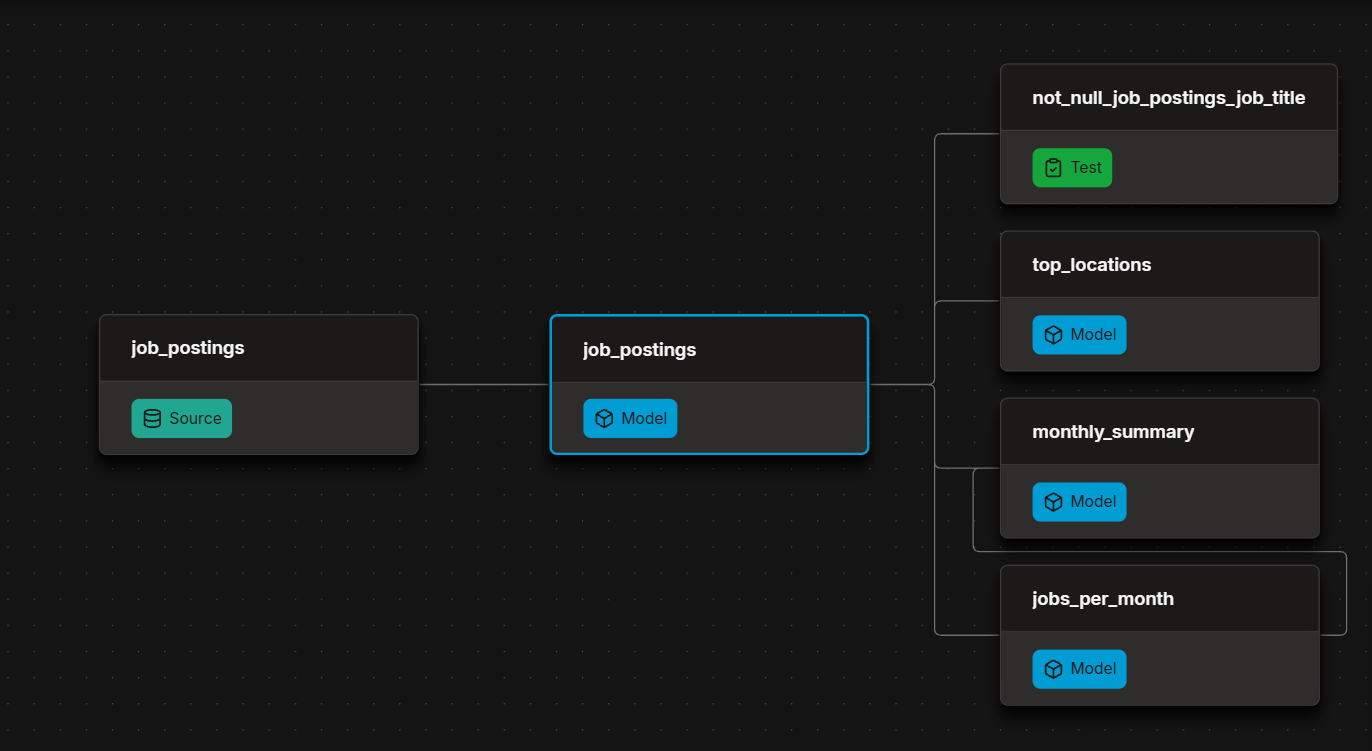 job_postings
Source
job_postings
Model
not_null_job_postings_job_title
Test
top_locations
Model
monthly_summary
Model
jobs_per_month
Model